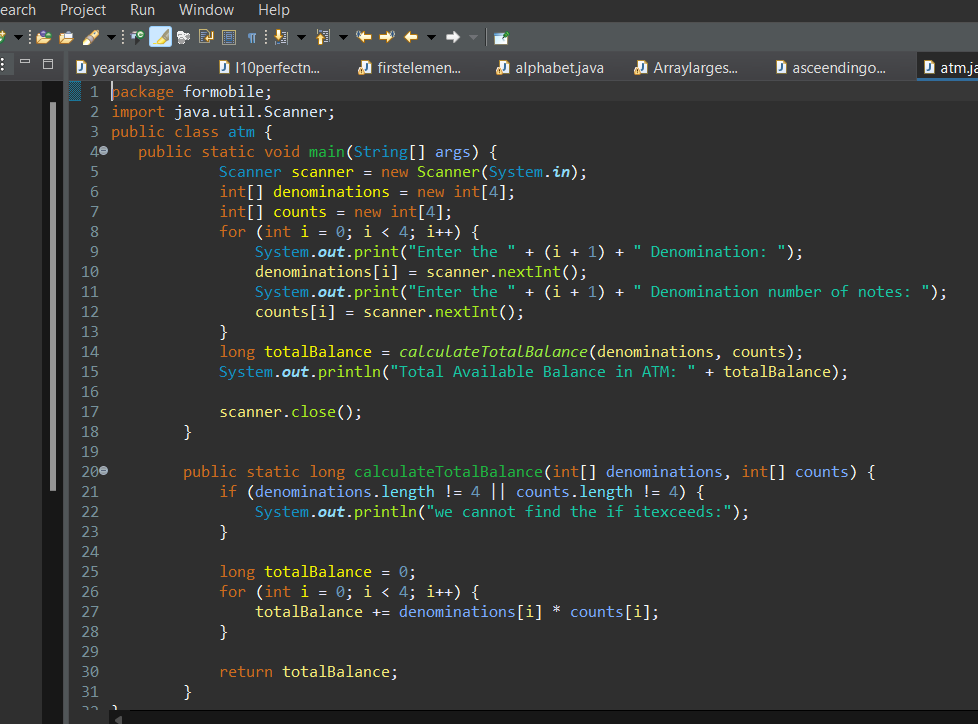 earch Project Run Window Help
yearsdays.java l10perfectn... firstelemen... alphabet.java Arraylarges... asceendingo... atm.ja
1 package formobile;
2 import java.util.Scanner;
3 public class atm {
4 public static void main(String[] args) {
5 Scanner scanner = new Scanner(System.in);
6 int[] denominations = new int[4];
7 int[] counts = new int[4];
8 for (int i = 0; i < 4; i++) {
9 System.out.print("Enter the " + (i + 1) + " Denomination: ");
10 denominations[i] = scanner.nextInt();
11 System.out.print("Enter the " + (i + 1) + " Denomination number of notes: ");
12 counts[i] = scanner.nextInt();
13 }
14 long totalBalance = calculateTotalBalance(denominations, counts);
15 System.out.println("Total Available Balance in ATM: " + totalBalance);
16
17 scanner.close();
18 }
19
20 public static long calculateTotalBalance(int[] denominations, int[] counts) {
21 if (denominations.length != 4 || counts.length != 4) {
22 System.out.println("we cannot find the if itexceeds:");
23 }
24
25 long totalBalance = 0;
26 for (int i = 0; i < 4; i++) {
27 totalBalance += denominations[i] * counts[i];
28 }
29
30 return totalBalance;
31 }
32 }